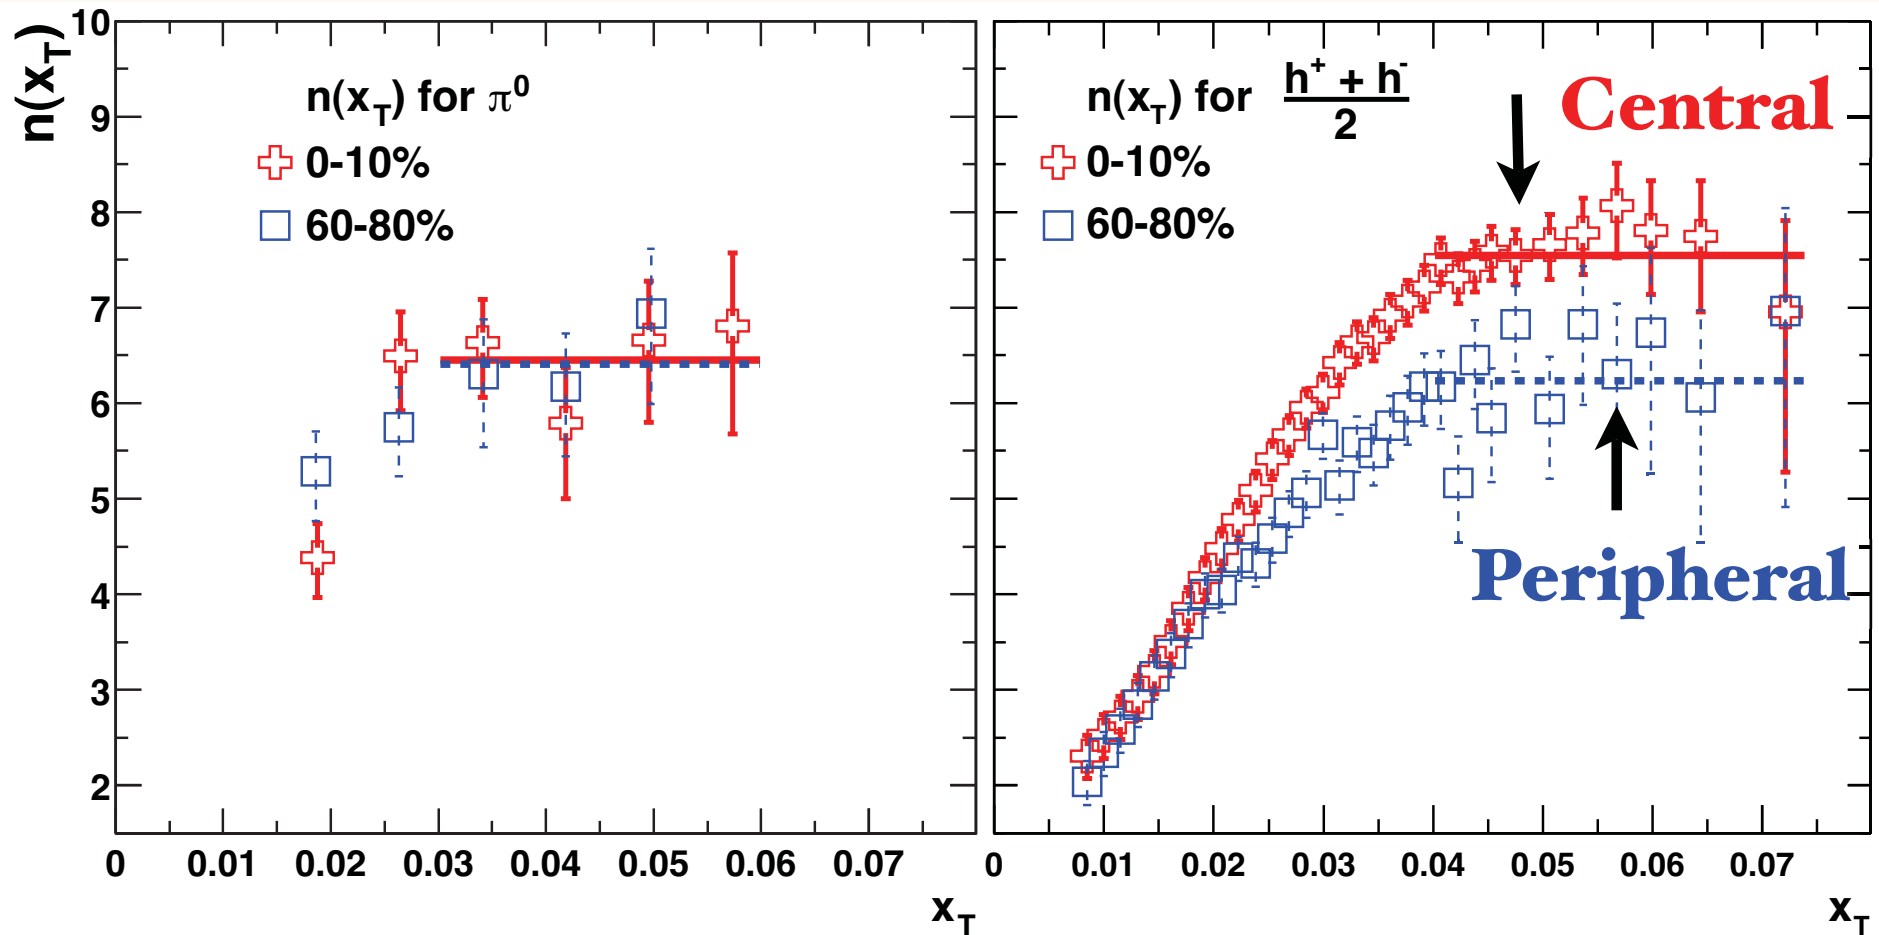 n(x_T)
10
9
8
7
6
5
4
3
2
n(x_T) for π⁰
0-10%
60-80%
0 0.01 0.02 0.03 0.04 0.05 0.06 0.07
x_T
n(x_T) for h⁺ + h⁻
2
0-10%
60-80%
Central
Peripheral
0 0.01 0.02 0.03 0.04 0.05 0.06 0.07
x_T